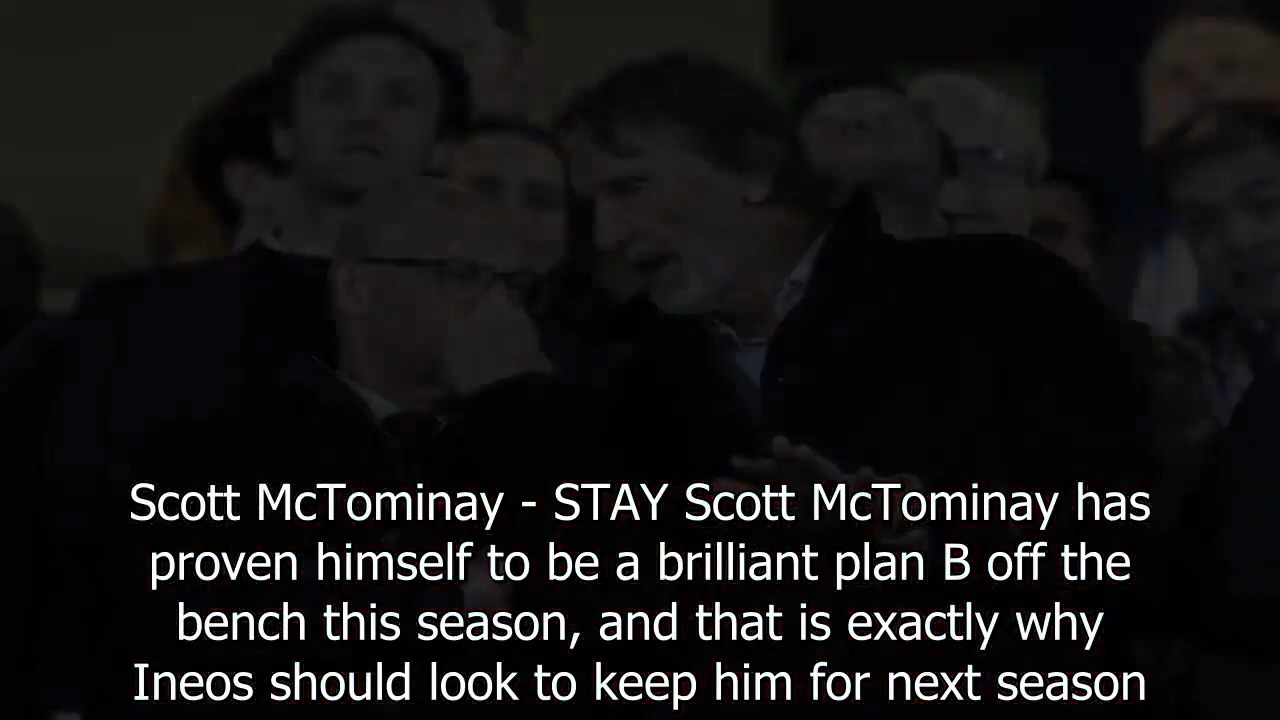 Scott McTominay - STAY Scott McTominay has
proven himself to be a brilliant plan B off the
bench this season, and that is exactly why
Ineos should look to keep him for next season